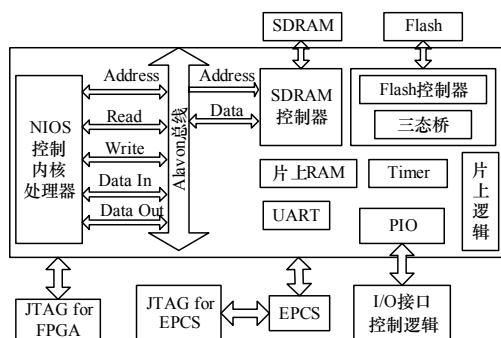 SDRAM
Flash
NIOS
控制
内核
处理器
Address
Read
Write
Data In
Data Out
Alavon总线
Address
Data
SDRAM
控制器
Flash控制器
三态桥
片上RAM
Timer
UART
PIO
片上逻辑
JTAG for
FPGA
JTAG for
EPCS
EPCS
I/O接口
控制逻辑